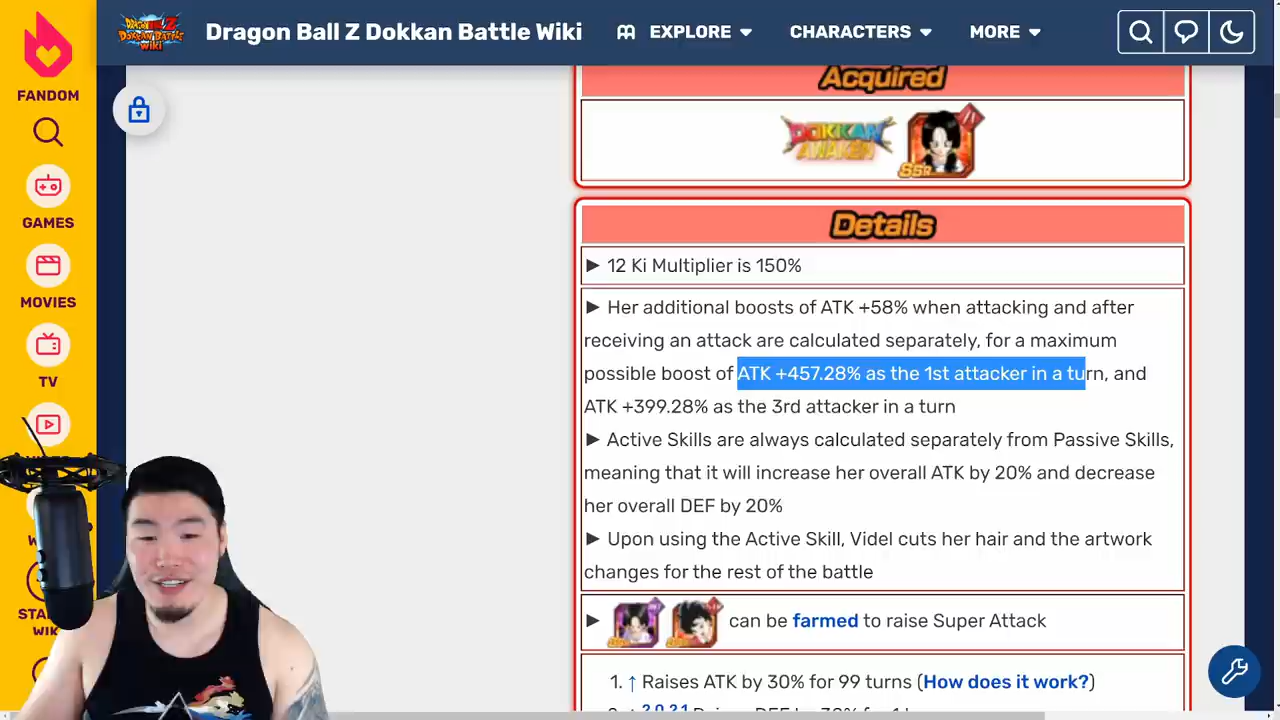 Dragon Ball Z Dokkan Battle Wiki
EXPLORE
CHARACTERS
MORE
FANDOM
GAMES
MOVIES
TV
WIK
Acquired
DOKKAN
AWAKEN
SSR
Details
► 12 Ki Multiplier is 150%
► Her additional boosts of ATK +58% when attacking and after
receiving an attack are calculated separately, for a maximum
possible boost of ATK +457.28% as the 1st attacker in a turn, and
ATK +399.28% as the 3rd attacker in a turn
► Active Skills are always calculated separately from Passive Skills,
meaning that it will increase her overall ATK by 20% and decrease
her overall DEF by 20%
► Upon using the Active Skill, Videl cuts her hair and the artwork
changes for the rest of the battle
► can be farmed to raise Super Attack
1. ↑ Raises ATK by 30% for 99 turns (How does it work?)